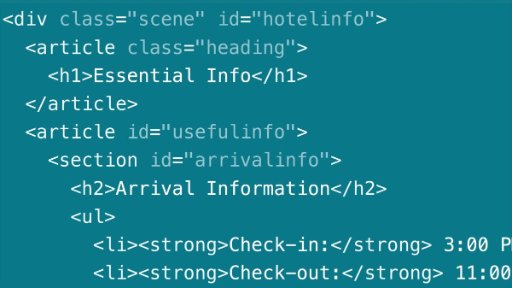 <div class="scene" id="hotelinfo">
<article class="heading">
<h1>Essential Info</h1>
</article>
<article id="usefulinfo">
<section id="arrivalinfo">
<h2>Arrival Information</h2>
<ul>
<li><strong>Check-in:</strong> 3:00 PM
<li><strong>Check-out:</strong> 11:00